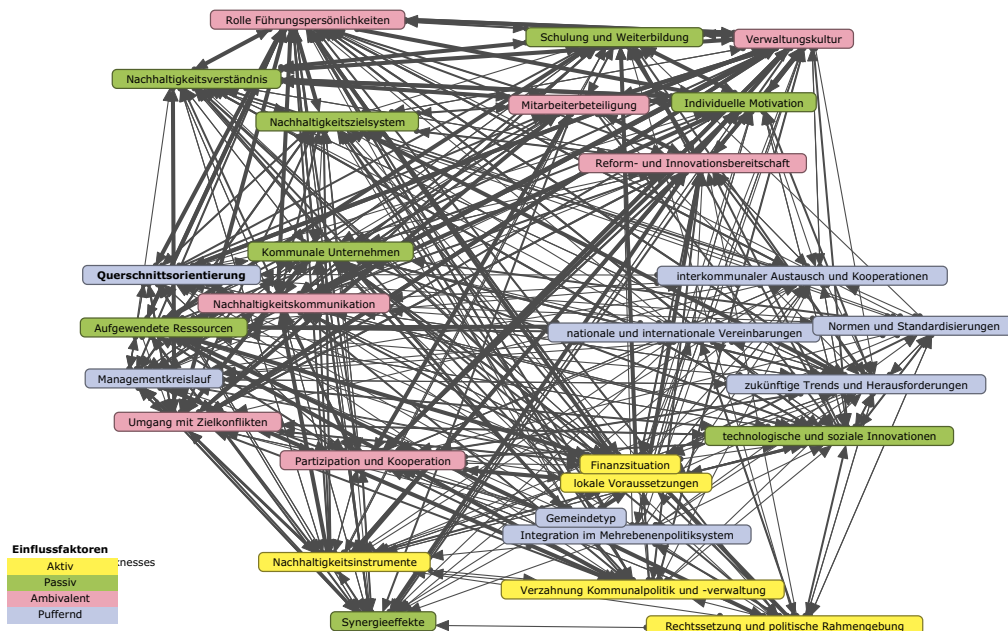 Rolle Führungspersönlichkeiten
Schulung und Weiterbildung
Verwaltungskultur
Nachhaltigkeitsverständnis
Mitarbeiterbeteiligung
Individuelle Motivation
Nachhaltigkeitszielsystem
Reform- und Innovationsbereitschaft
Kommunale Unternehmen
Querschnittsorientierung
interkommunaler Austausch und Kooperationen
Nachhaltigkeitskommunikation
Aufgewendete Ressourcen
nationale und internationale Vereinbarungen
Normen und Standardisierungen
Managementkreislauf
zukünftige Trends und Herausforderungen
Umgang mit Zielkonflikten
technologische und soziale Innovationen
Partizipation und Kooperation
Finanzsituation
lokale Voraussetzungen
Gemeindetyp
Integration im Mehrebenenpolitiksystem
Einflussfaktoren
Aktiv
Passiv
Ambivalent
Puffernd
Nachhaltigkeitsinstrumente
Verzahnung Kommunalpolitik und -verwaltung
Synergieeffekte
Rechtssetzung und politische Rahmengebung